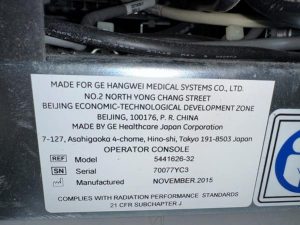 MADE FOR GE HANGWEI MEDICAL SYSTEMS CO., LTD.
NO.2 NORTH YONG CHANG STREET
BEIJING ECONOMIC-TECHNOLOGICAL DEVELOPMENT ZONE
BEIJING, 100176, P. R. CHINA
MADE BY GE Healthcare Japan Corporation
7-127, Asahigaoka 4-chome, Hino-shi, Tokyo 191-8503 Japan
OPERATOR CONSOLE
REF Model 5441626-32
SN Serial 70077YC3
Manufactured NOVEMBER.2015
COMPLIES WITH RADIATION PERFORMANCE STANDARDS
21 CFR SUBCHAPTER J